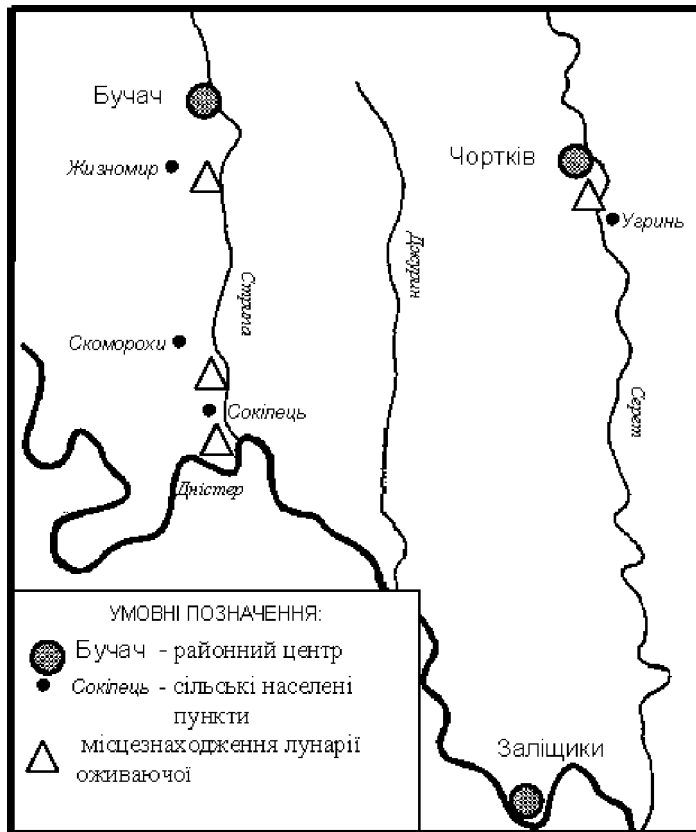 Бучач
Чортків
Жизномир
Угринь
Джурин
Стрипа
Скоморохи
Серет
Сокілець
Дністер
УМОВНІ ПОЗНАЧЕННЯ:
Бучач - районний центр
Сокілець - сільські населені
пункти
місцезнаходження лунарії
оживаючої
Заліщики